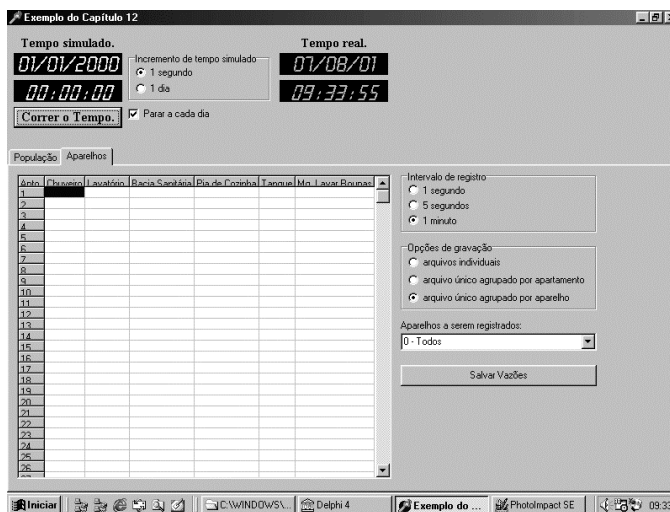 Exemplo do Capítulo 12
Tempo simulado.
01/01/2000
00:00:00
Correr o Tempo.
Incremento de tempo simulado
1 segundo
1 dia
Parar a cada dia
Tempo real.
07/08/01
09:33:55
População Aparelhos
Apto Chuveiro Lavatório Bacia Sanitária Pia de Cozinha Tanque Mq. Lavar Roupas
1
2
3
4
5
6
7
8
9
10
11
12
13
14
15
16
17
18
19
20
21
22
23
24
25
26
Intervalo de registro
1 segundo
5 segundos
1 minuto
Opções de gravação
arquivos individuais
arquivo único agrupado por apartamento
arquivo único agrupado por aparelho
Aparelhos a serem registrados:
0 - Todos
Salvar Vazões
Iniciar C:\WINDOWS\... Delphi 4 Exemplo do ... PhotoImpact SE 09:33